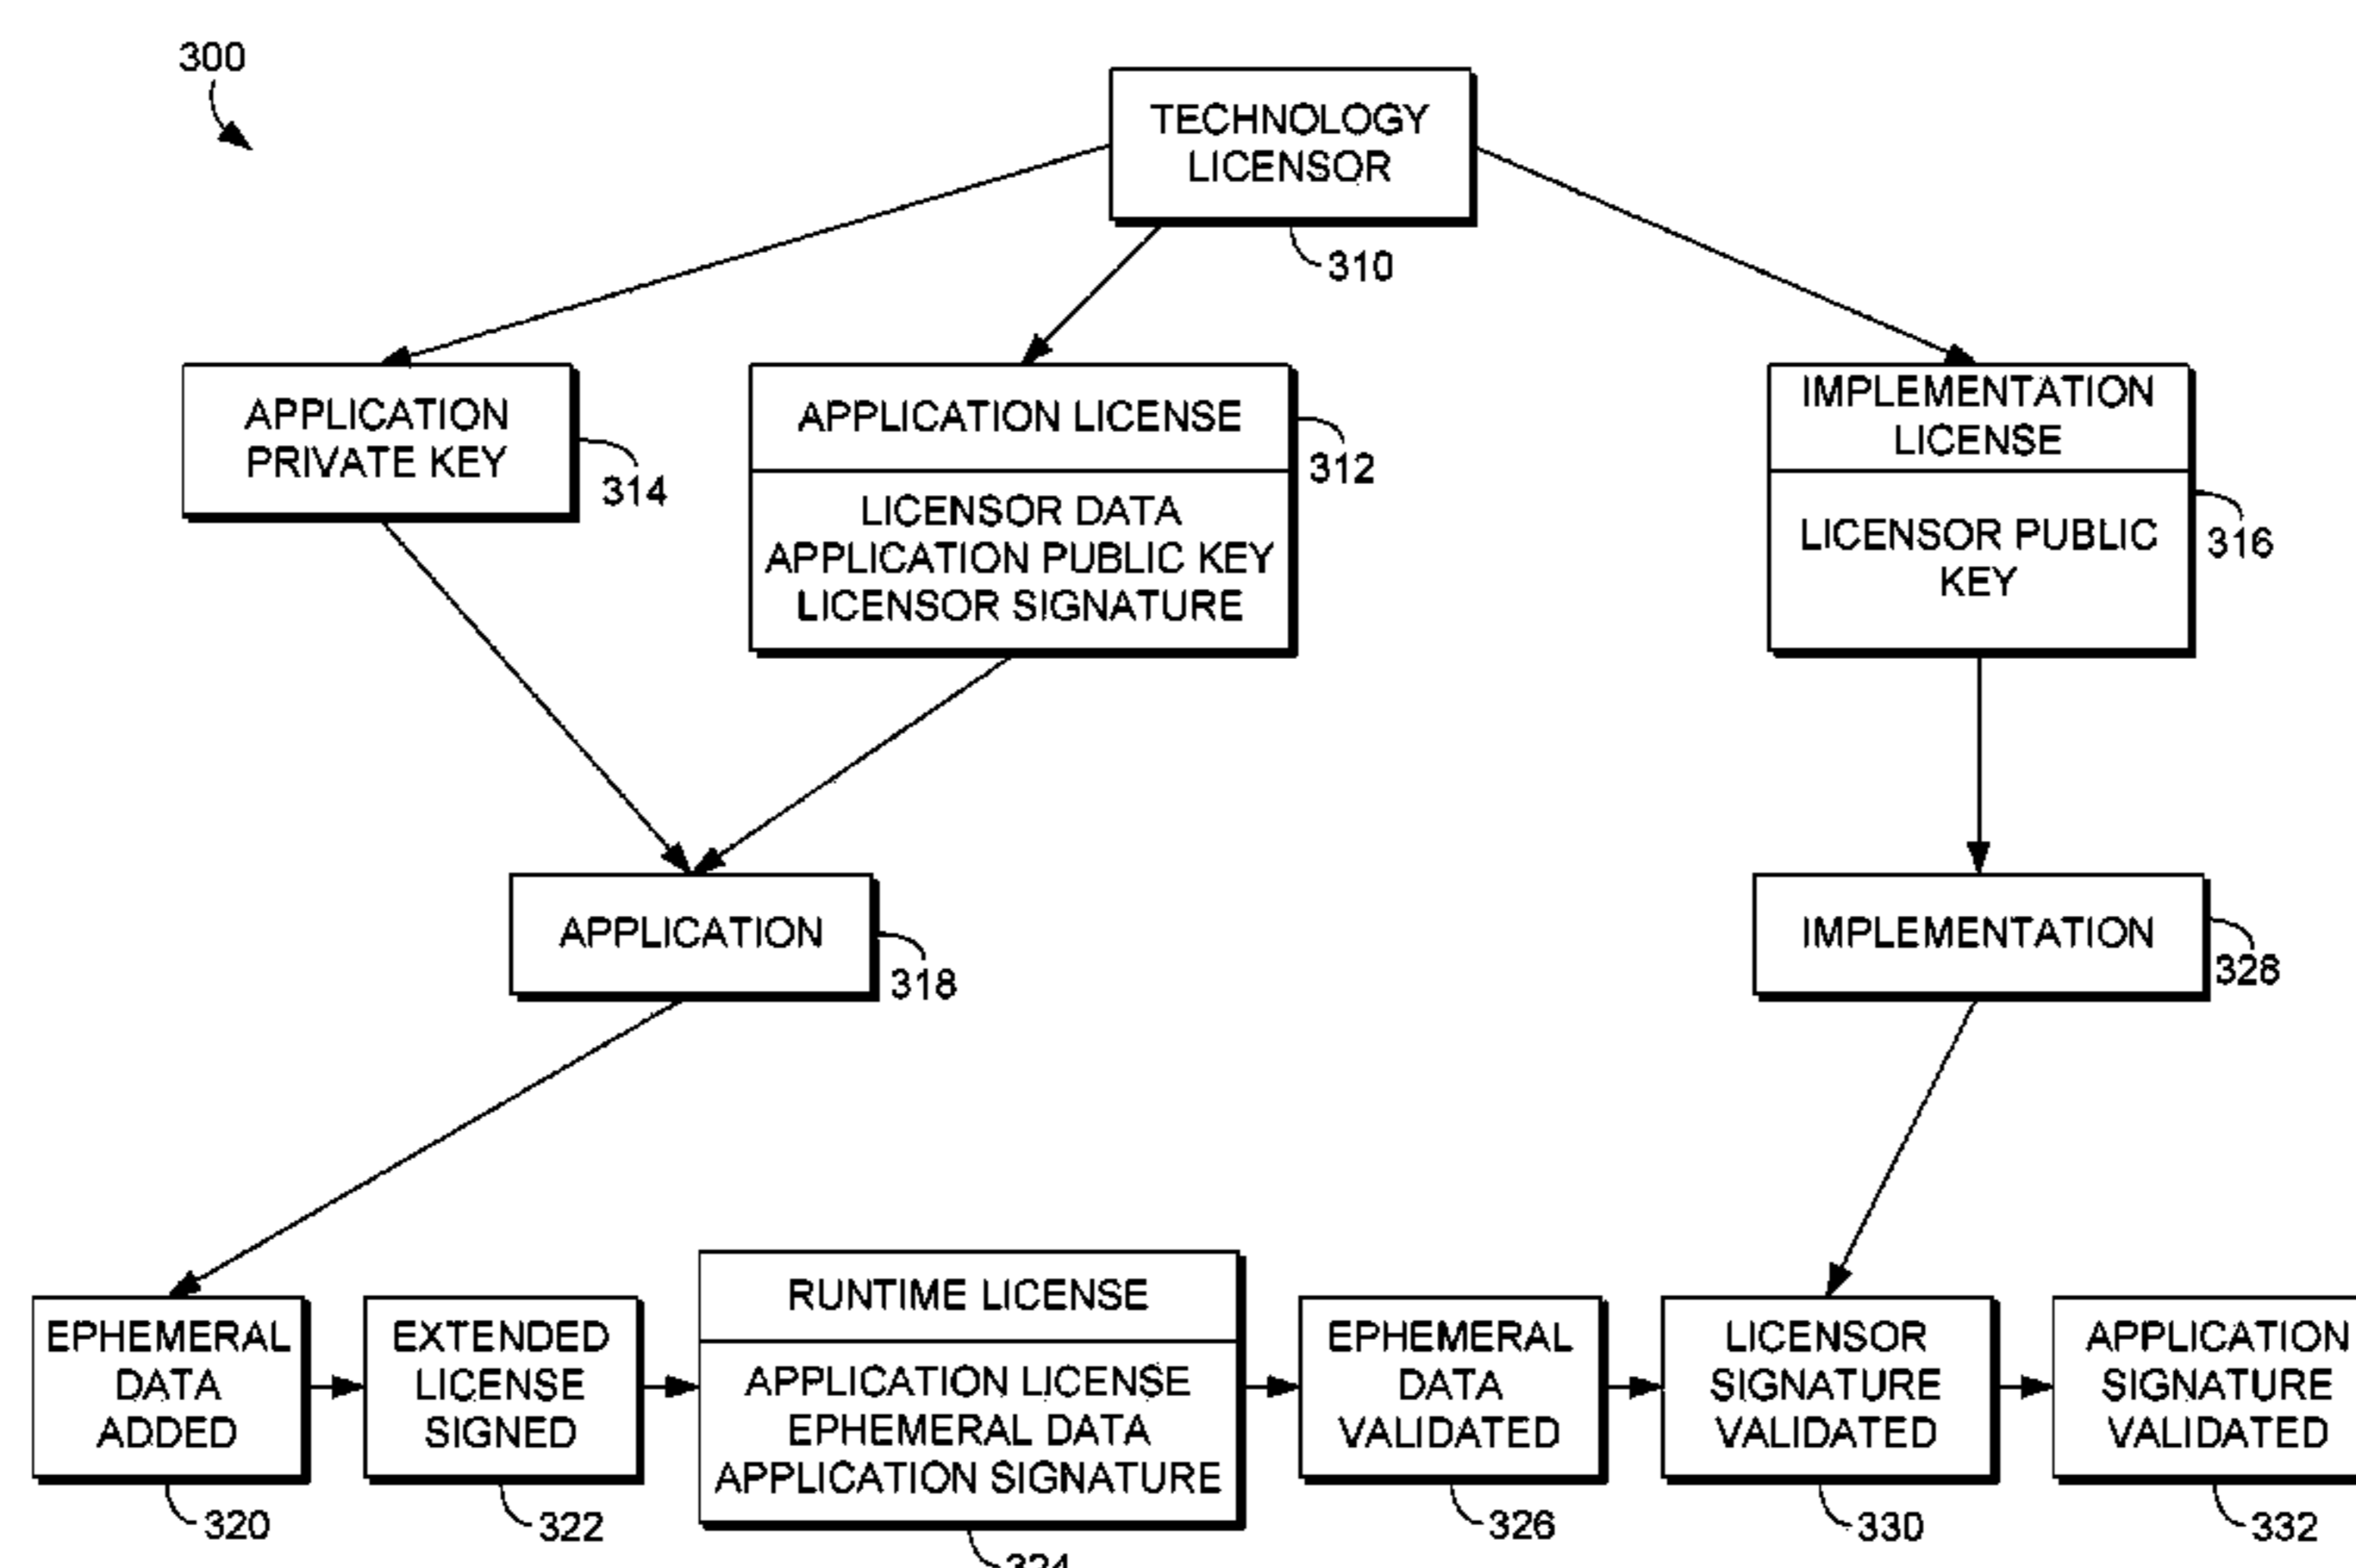 300
TECHNOLOGY
LICENSOR
310
APPLICATION
PRIVATE KEY
314
APPLICATION LICENSE
LICENSOR DATA
APPLICATION PUBLIC KEY
LICENSOR SIGNATURE
312
IMPLEMENTATION
LICENSE
LICENSOR PUBLIC
KEY
316
APPLICATION
318
IMPLEMENTATION
328
EPHEMERAL
DATA
ADDED
320
EXTENDED
LICENSE
SIGNED
322
RUNTIME LICENSE
APPLICATION LICENSE
EPHEMERAL DATA
APPLICATION SIGNATURE
324
EPHEMERAL
DATA
VALIDATED
326
LICENSOR
SIGNATURE
VALIDATED
330
APPLICATION
SIGNATURE
VALIDATED
332